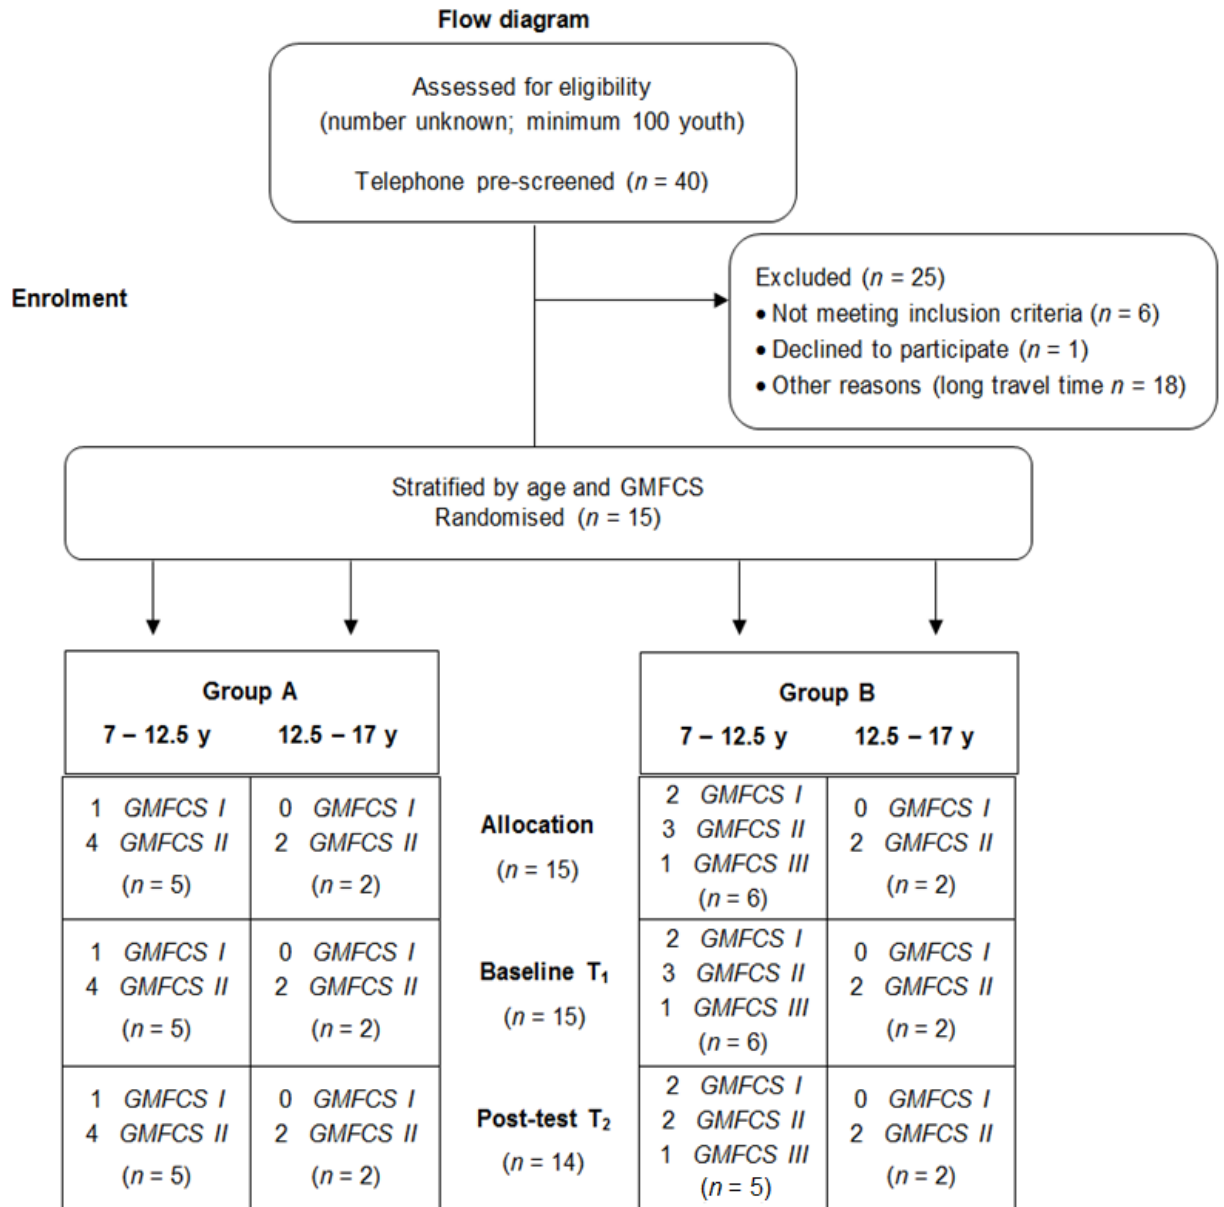 Flow diagram
Assessed for eligibility
(number unknown; minimum 100 youth)
Telephone pre-screened (n = 40)
Enrolment
Excluded (n = 25)
• Not meeting inclusion criteria (n = 6)
• Declined to participate (n = 1)
• Other reasons (long travel time n = 18)
Stratified by age and GMFCS
Randomised (n = 15)
Group A
7 – 12.5 y 12.5 – 17 y
Group B
7 – 12.5 y 12.5 – 17 y
1 GMFCS I
4 GMFCS II
(n = 5)
0 GMFCS I
2 GMFCS II
(n = 2)
Allocation
(n = 15)
2 GMFCS I
3 GMFCS II
1 GMFCS III
(n = 6)
0 GMFCS I
2 GMFCS II
(n = 2)
1 GMFCS I
4 GMFCS II
(n = 5)
0 GMFCS I
2 GMFCS II
(n = 2)
Baseline T₁
(n = 15)
2 GMFCS I
3 GMFCS II
1 GMFCS III
(n = 6)
0 GMFCS I
2 GMFCS II
(n = 2)
1 GMFCS I
4 GMFCS II
(n = 5)
0 GMFCS I
2 GMFCS II
(n = 2)
Post-test T₂
(n = 14)
2 GMFCS I
2 GMFCS II
1 GMFCS III
(n = 5)
0 GMFCS I
2 GMFCS II
(n = 2)